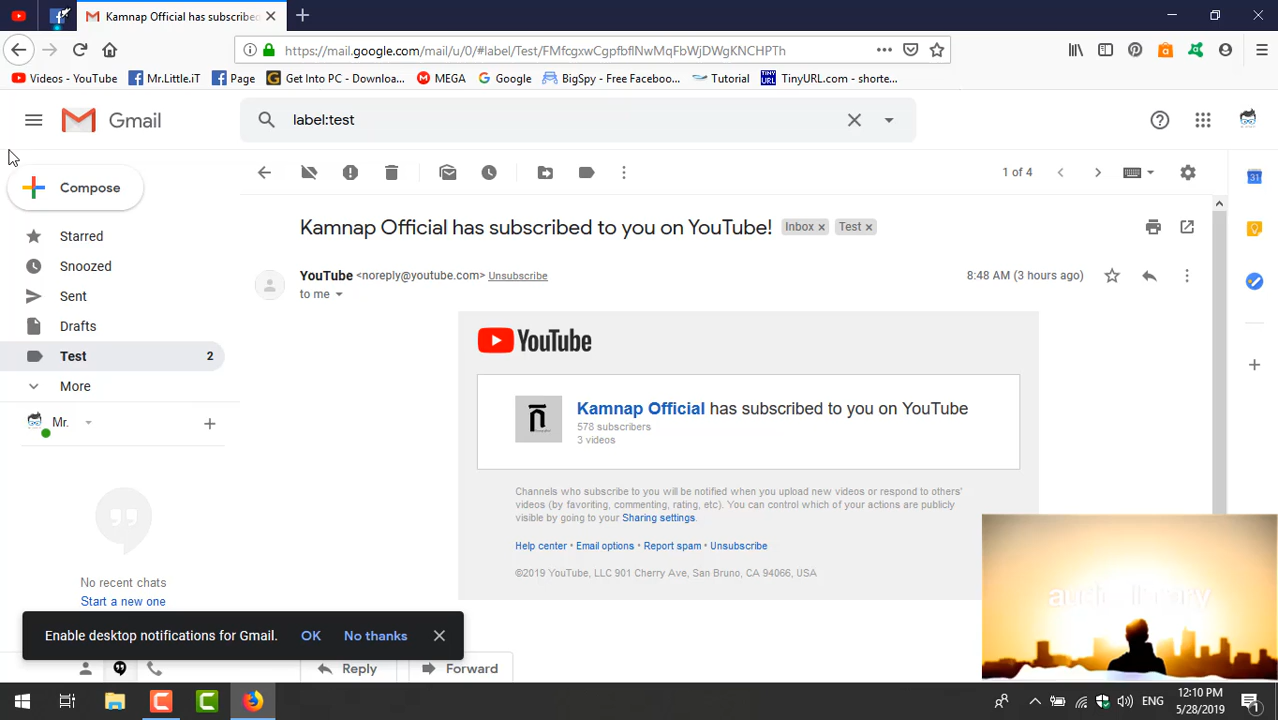 Kamnap Official has subscribed
https://mail.google.com/mail/u/0/#label/Test/FMfcgxwCgpfbflNwMqFbWjDWgKNCHPTh
Videos - YouTube
Mr.Little.iT
Page
Get Into PC - Downloa...
MEGA
Google
BigSpy - Free Faceboo...
Tutorial
TinyURL.com - shorte...
Gmail
label:test
Compose
1 of 4
Kamnap Official has subscribed to you on YouTube!
Inbox x
Test x
Starred
Snoozed
Sent
Drafts
Test 2
More
Mr.
YouTube <noreply@youtube.com> Unsubscribe
8:48 AM (3 hours ago)
to me
YouTube
Kamnap Official has subscribed to you on YouTube
578 subscribers
3 videos
Channels who subscribe to you will be notified when you upload new videos or respond to others'
videos (by favoriting, commenting, rating, etc). You can control which of your actions are publicly
visible by going to your Sharing settings.
Help center • Email options • Report spam • Unsubscribe
©2019 YouTube, LLC 901 Cherry Ave, San Bruno, CA 94066, USA
No recent chats
Start a new one
Enable desktop notifications for Gmail. OK No thanks
Reply
Forward
audio library
ENG
12:10 PM
5/28/2019